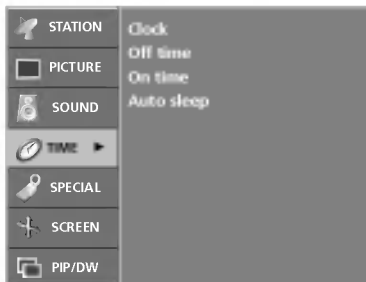 STATION
PICTURE
SOUND
TIME
SPECIAL
SCREEN
PIP/DW
Clock
Off time
On time
Auto sleep